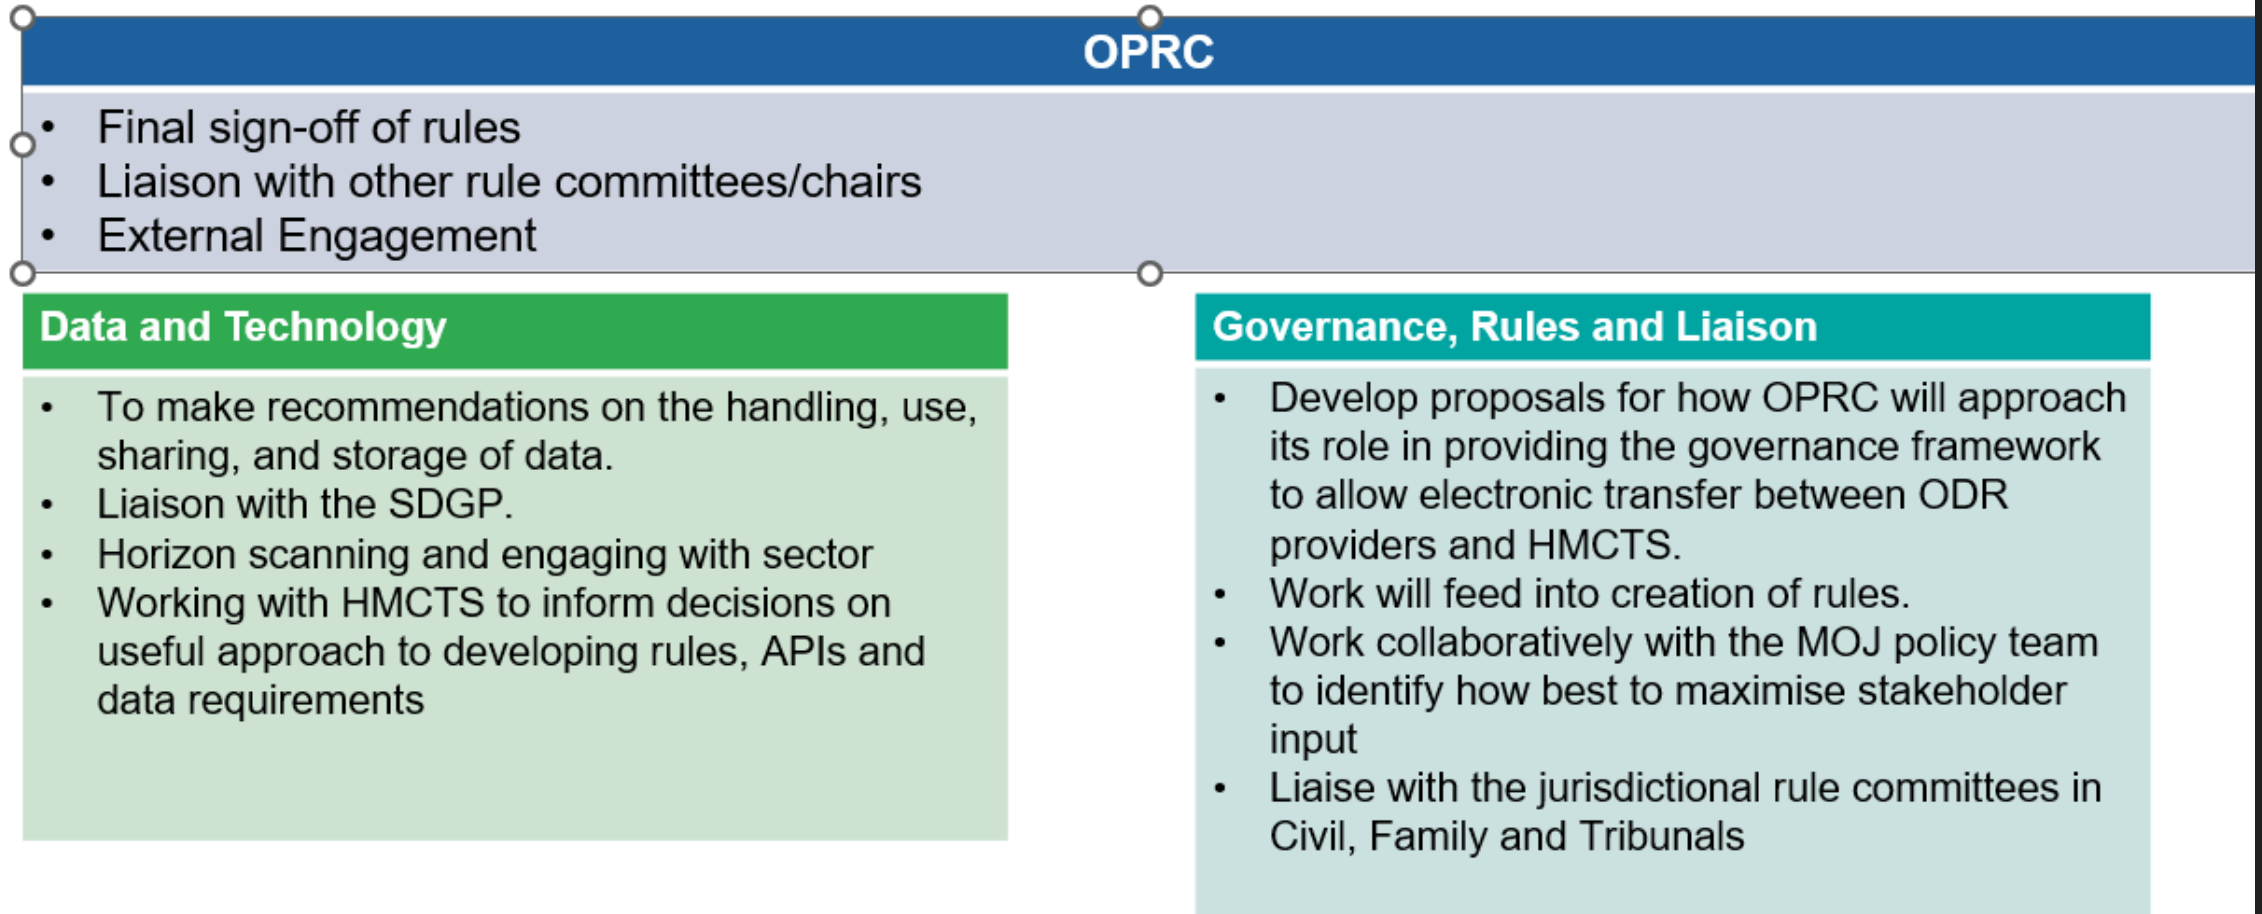 OPRC
• Final sign-off of rules
• Liaison with other rule committees/chairs
• External Engagement
Data and Technology
• To make recommendations on the handling, use,
sharing, and storage of data.
• Liaison with the SDGP.
• Horizon scanning and engaging with sector
• Working with HMCTS to inform decisions on
useful approach to developing rules, APIs and
data requirements
Governance, Rules and Liaison
• Develop proposals for how OPRC will approach
its role in providing the governance framework
to allow electronic transfer between ODR
providers and HMCTS.
• Work will feed into creation of rules.
• Work collaboratively with the MOJ policy team
to identify how best to maximise stakeholder
input
• Liaise with the jurisdictional rule committees in
Civil, Family and Tribunals